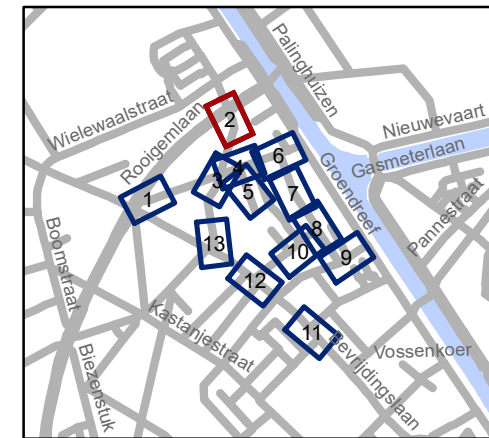 Palinghuizen
Wielewaalstraat
Rooigemlaan
2
Nieuwevaart
Gasmeterlaan
Groendreef
Pannestraat
1
3
4
5
6
7
8
9
10
13
12
11
Boomstraat
Kastanjestraat
Biezenstuk
Bevrijdingslaan
Vossenkoer